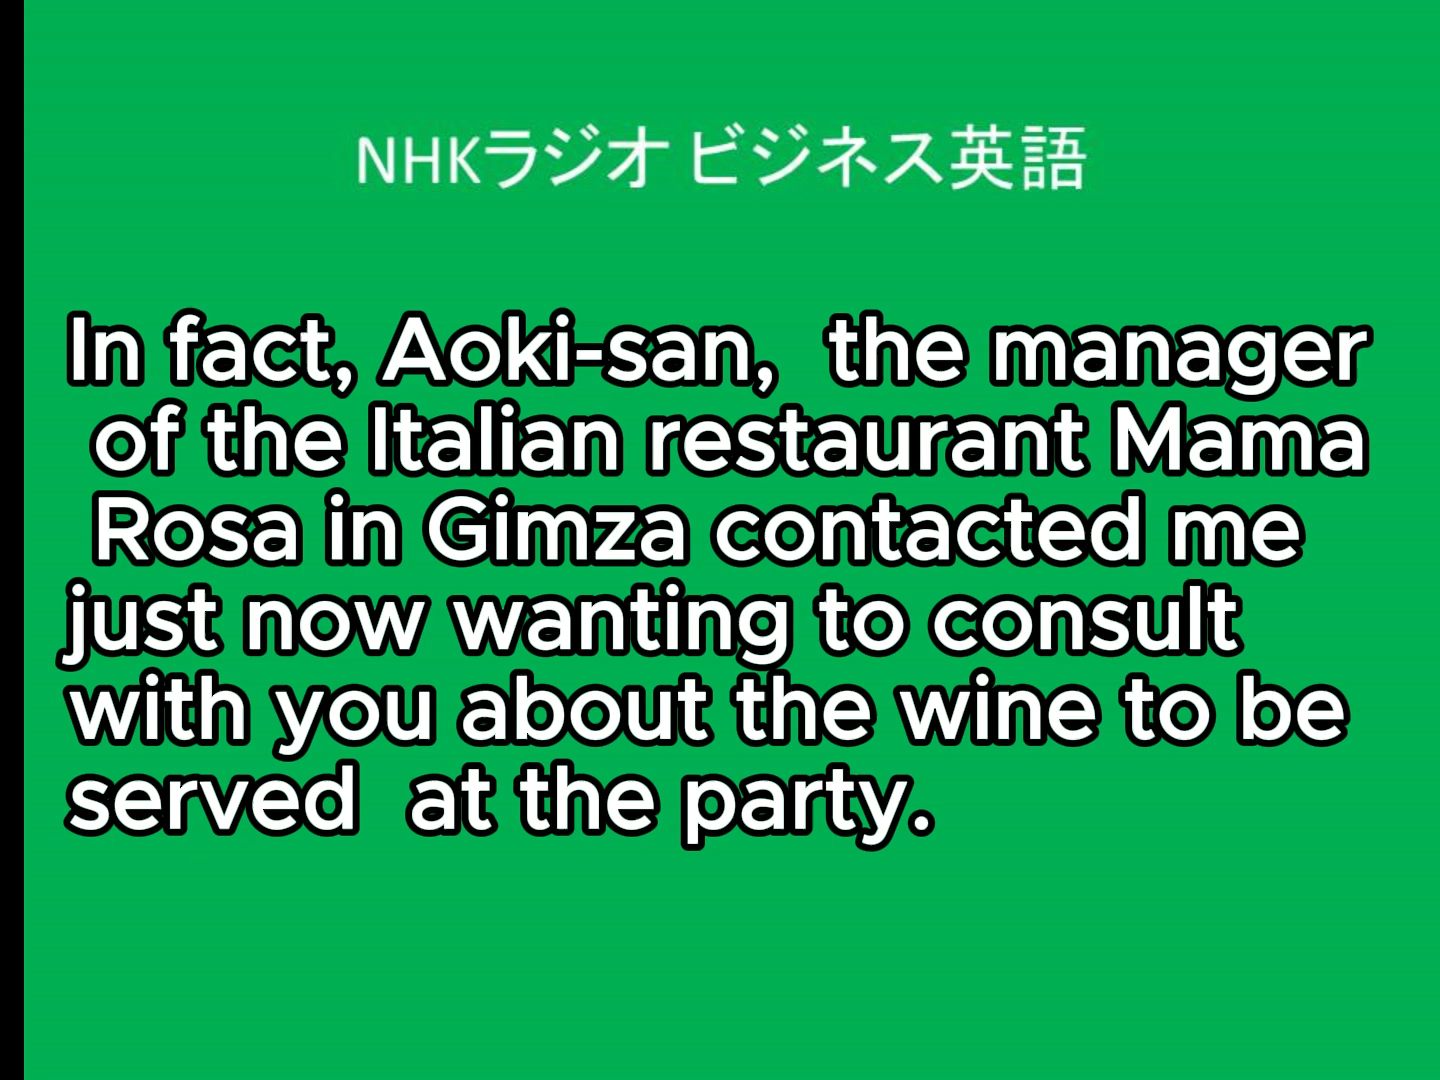 NHKラジオ ビジネス英語
In fact, Aoki-san, the manager
of the Italian restaurant Mama
Rosa in Gimza contacted me
just now wanting to consult
with you about the wine to be
served at the party.